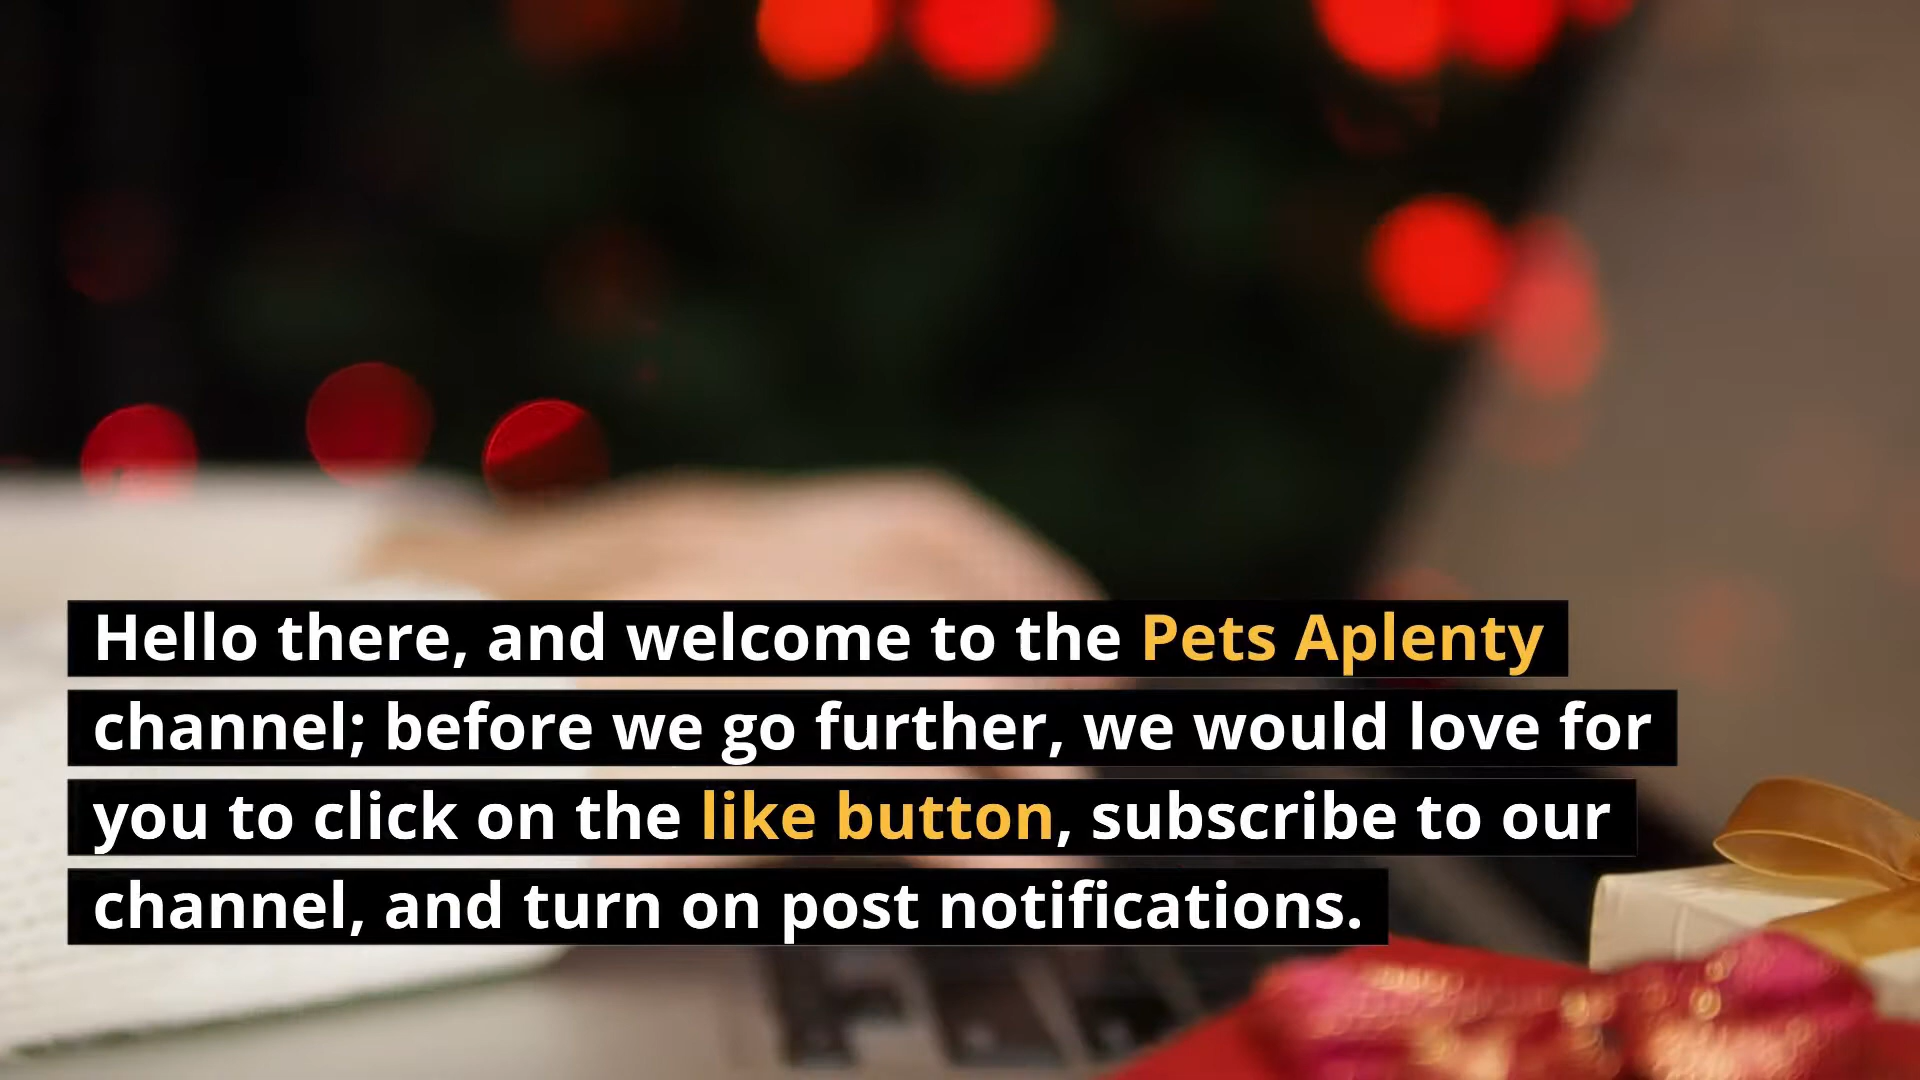 Hello there, and welcome to the Pets Aplenty
channel; before we go further, we would love for
you to click on the like button, subscribe to our
channel, and turn on post notifications.